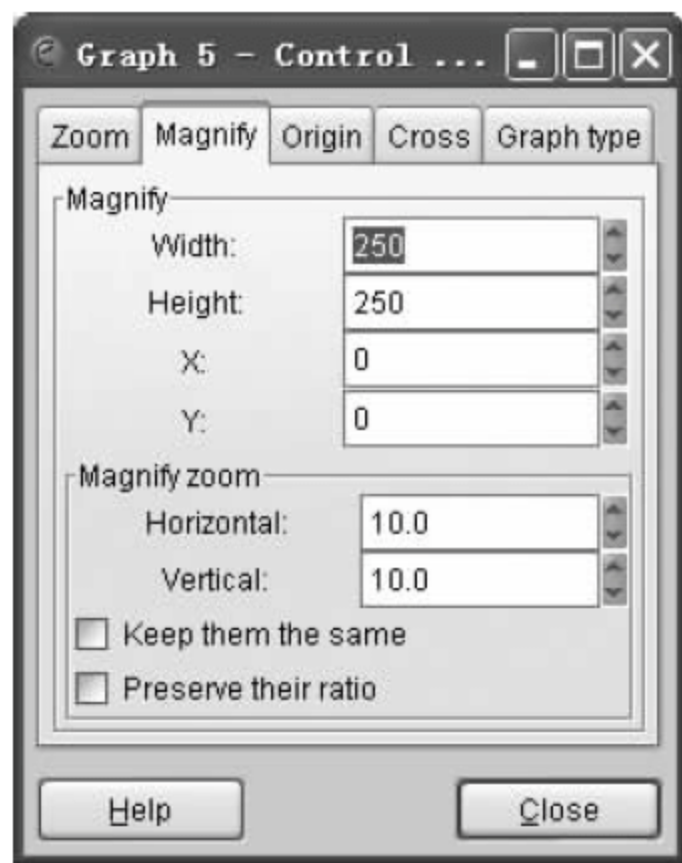 Graph 5 - Control ...
Zoom Magnify Origin Cross Graph type
Magnify
Width: 250
Height: 250
X: 0
Y: 0
Magnify zoom
Horizontal: 10.0
Vertical: 10.0
Keep them the same
Preserve their ratio
Help Close